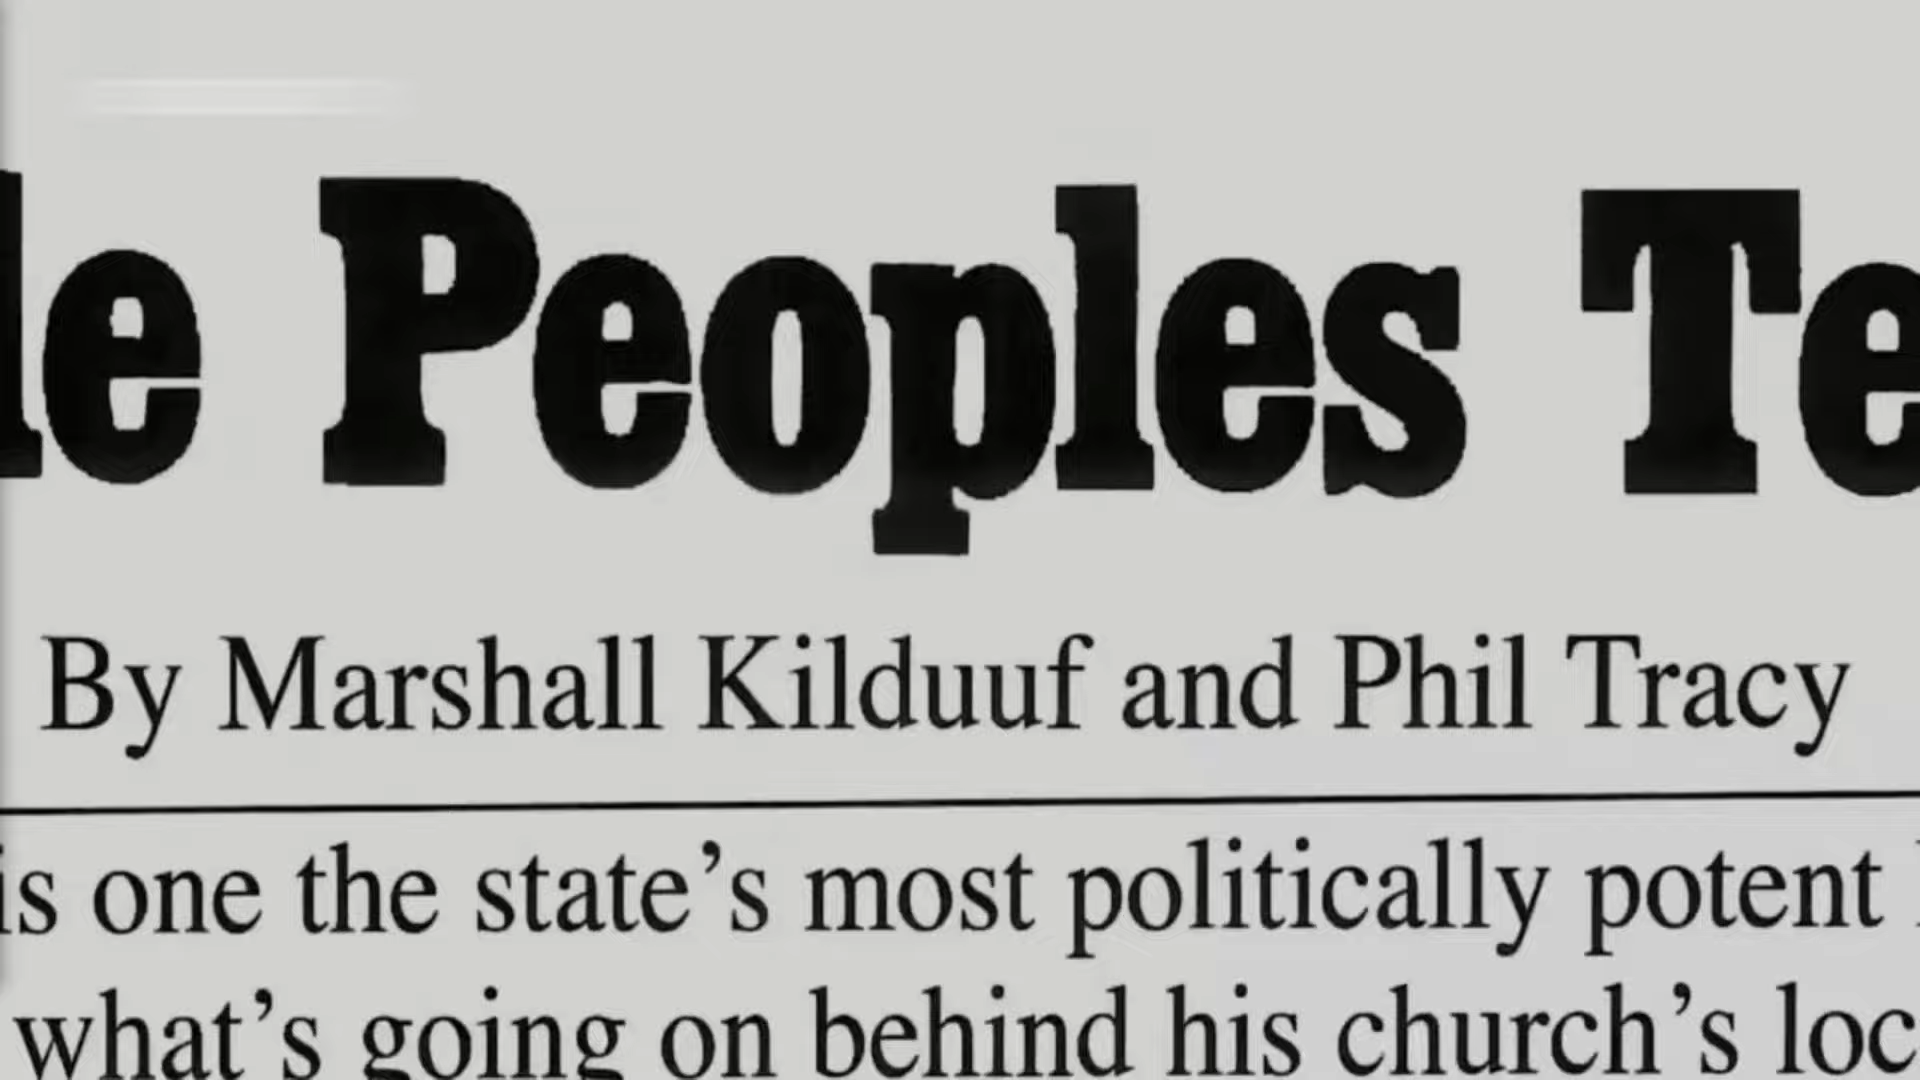 le Peoples Te
By Marshall Kilduuf and Phil Tracy
is one the state’s most politically potent
what’s going on behind his church’s loc